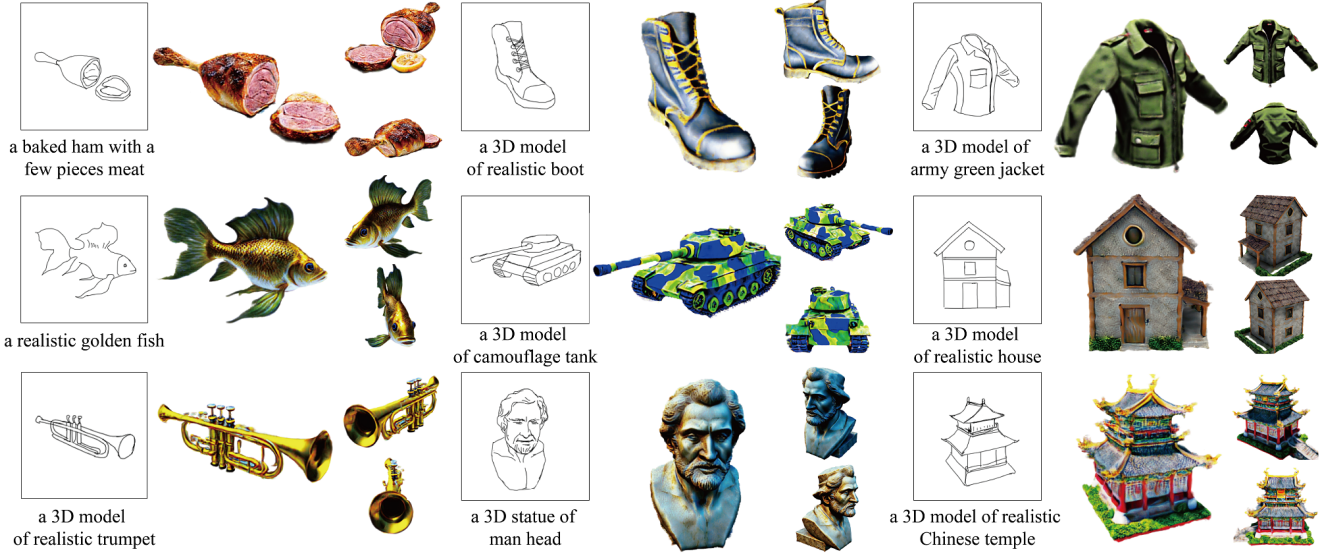 a baked ham with a
few pieces meat
a 3D model
of realistic boot
a 3D model of
army green jacket
a realistic golden fish
a 3D model
of camouflage tank
a 3D model
of realistic house
a 3D model
of realistic trumpet
a 3D statue of
man head
a 3D model of realistic
Chinese temple